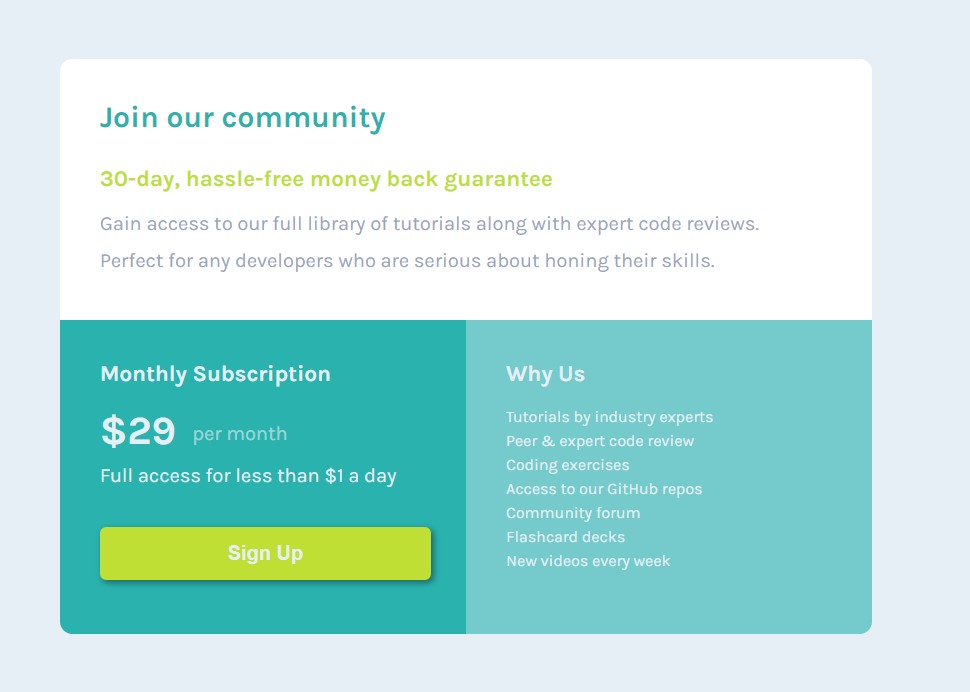 Join our community
30-day, hassle-free money back guarantee
Gain access to our full library of tutorials along with expert code reviews.
Perfect for any developers who are serious about honing their skills.
Monthly Subscription
$29 per month
Full access for less than $1 a day
Sign Up
Why Us
Tutorials by industry experts
Peer & expert code review
Coding exercises
Access to our GitHub repos
Community forum
Flashcard decks
New videos every week